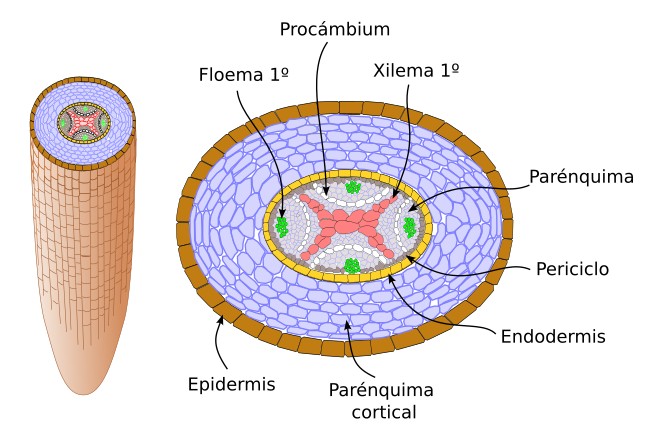 Procámbium
Floema 1º
Xilema 1º
Parénquima
Periciclo
Endodermis
Epidermis
Parénquima
cortical